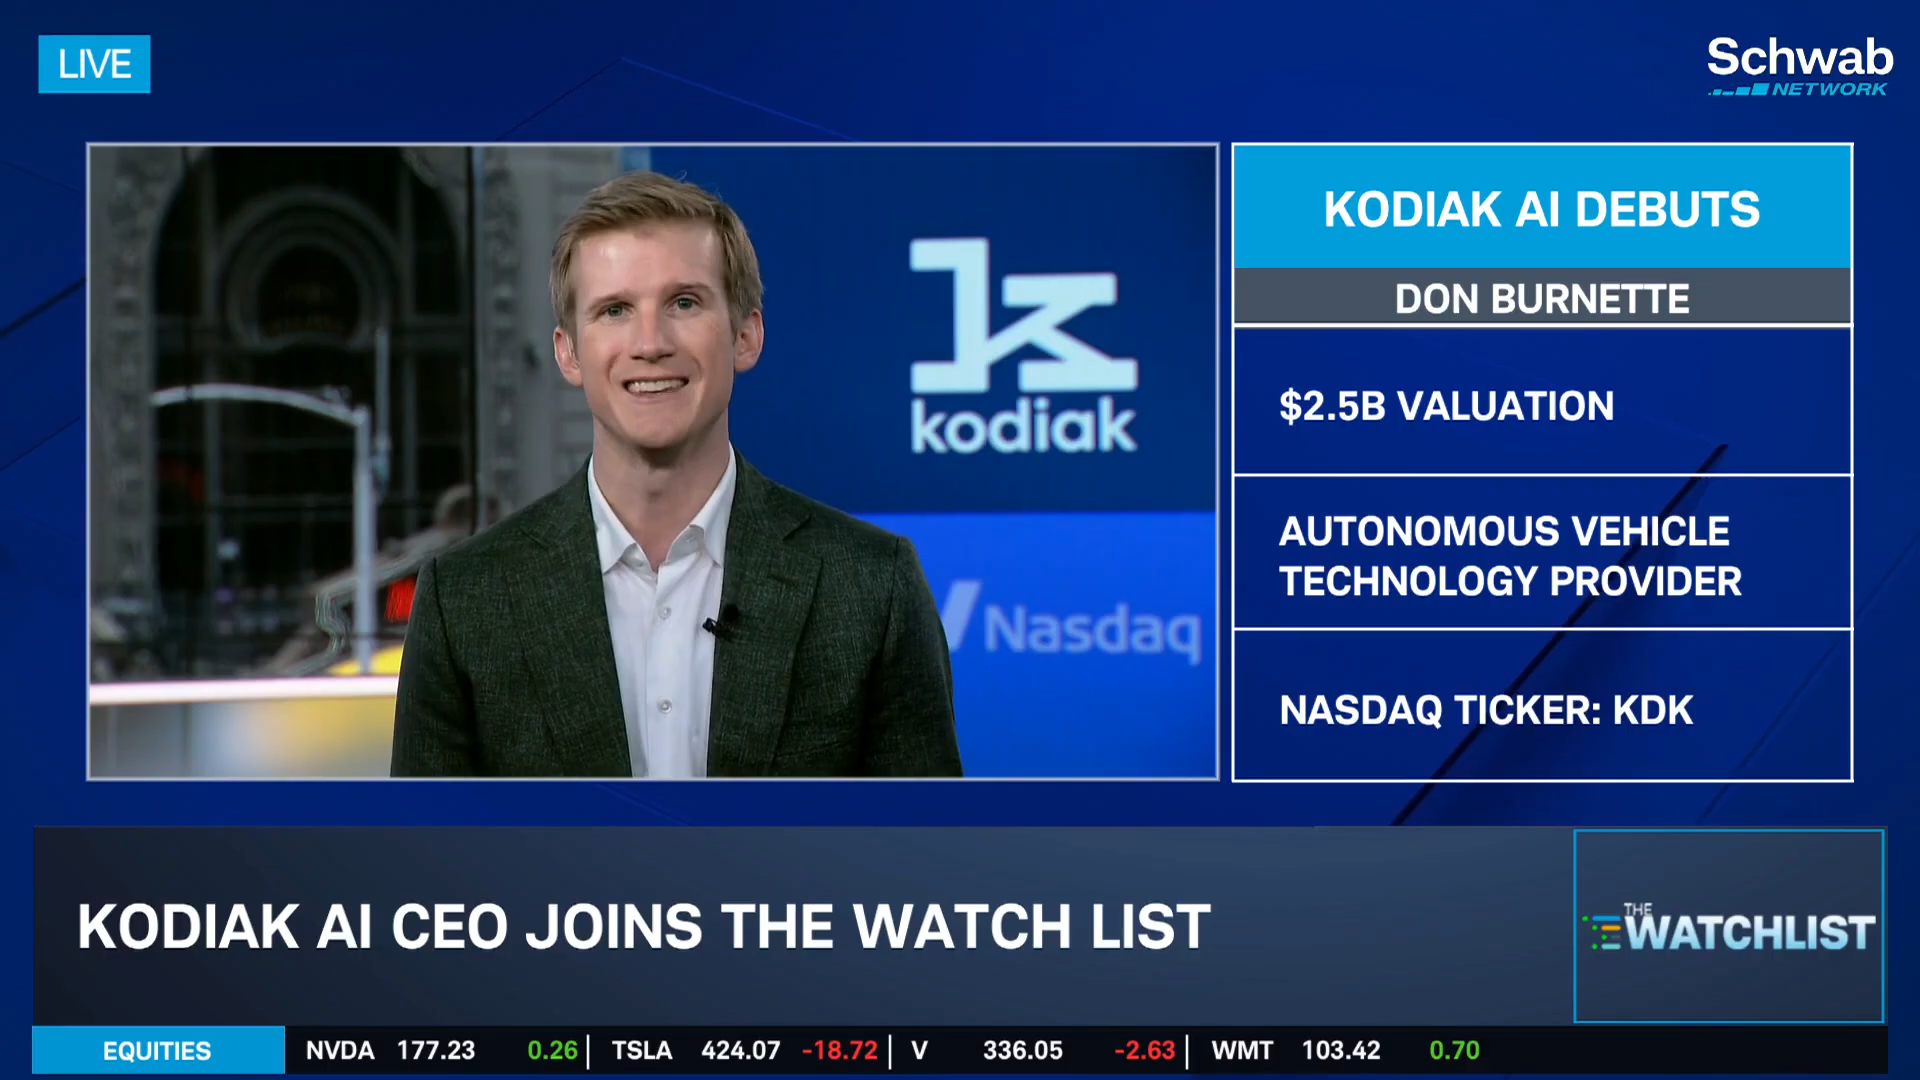 LIVE
Schwab
NETWORK
kodiak
Nasdaq
KODIAK AI DEBUTS
DON BURNETTE
$2.5B VALUATION
AUTONOMOUS VEHICLE
TECHNOLOGY PROVIDER
NASDAQ TICKER: KDK
KODIAK AI CEO JOINS THE WATCH LIST
THE
WATCHLIST
EQUITIES NVDA 177.23 0.26 TSLA 424.07 -18.72 V 336.05 -2.63 WMT 103.42 0.70